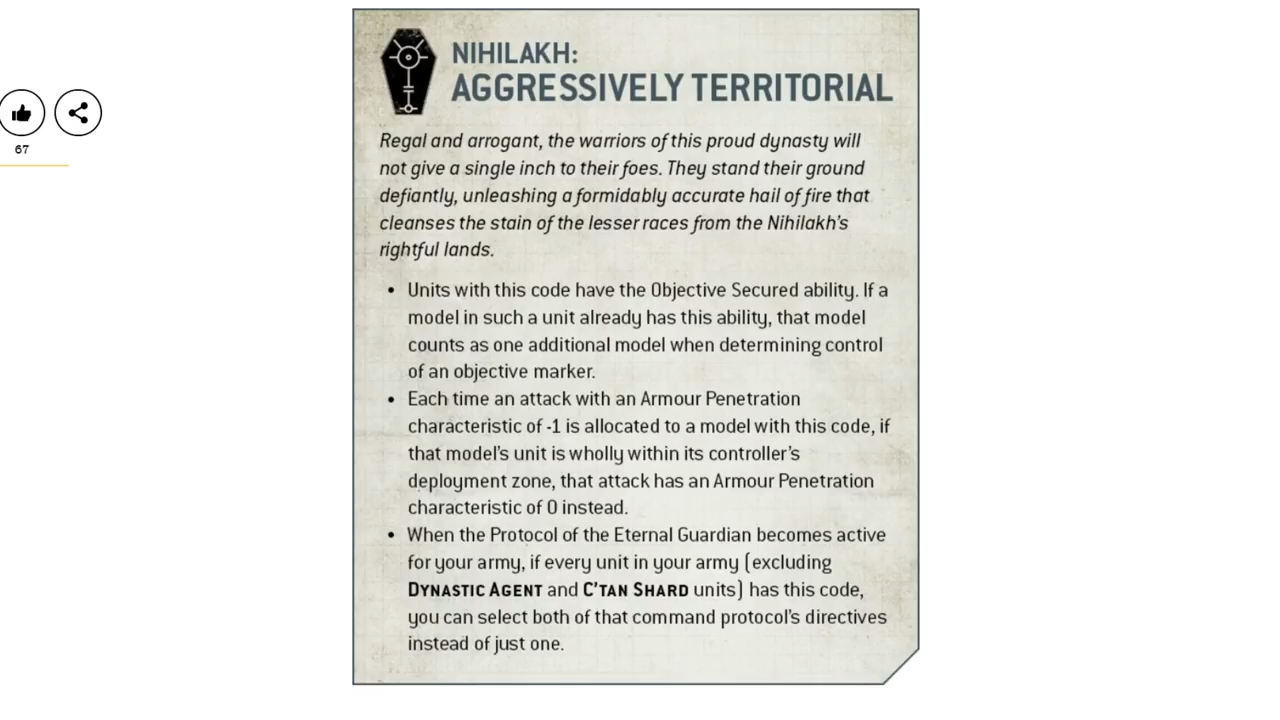 NIHILAKH:
AGGRESSIVELY TERRITORIAL
Regal and arrogant, the warriors of this proud dynasty will
not give a single inch to their foes. They stand their ground
defiantly, unleashing a formidably accurate hail of fire that
cleanses the stain of the lesser races from the Nihilakh's
rightful lands.
• Units with this code have the Objective Secured ability. If a
model in such a unit already has this ability, that model
counts as one additional model when determining control
of an objective marker.
• Each time an attack with an Armour Penetration
characteristic of -1 is allocated to a model with this code, if
that model's unit is wholly within its controller's
deployment zone, that attack has an Armour Penetration
characteristic of 0 instead.
• When the Protocol of the Eternal Guardian becomes active
for your army, if every unit in your army (excluding
DYNASTIC AGENT and C'TAN SHARD units) has this code,
you can select both of that command protocol's directives
instead of just one.
67